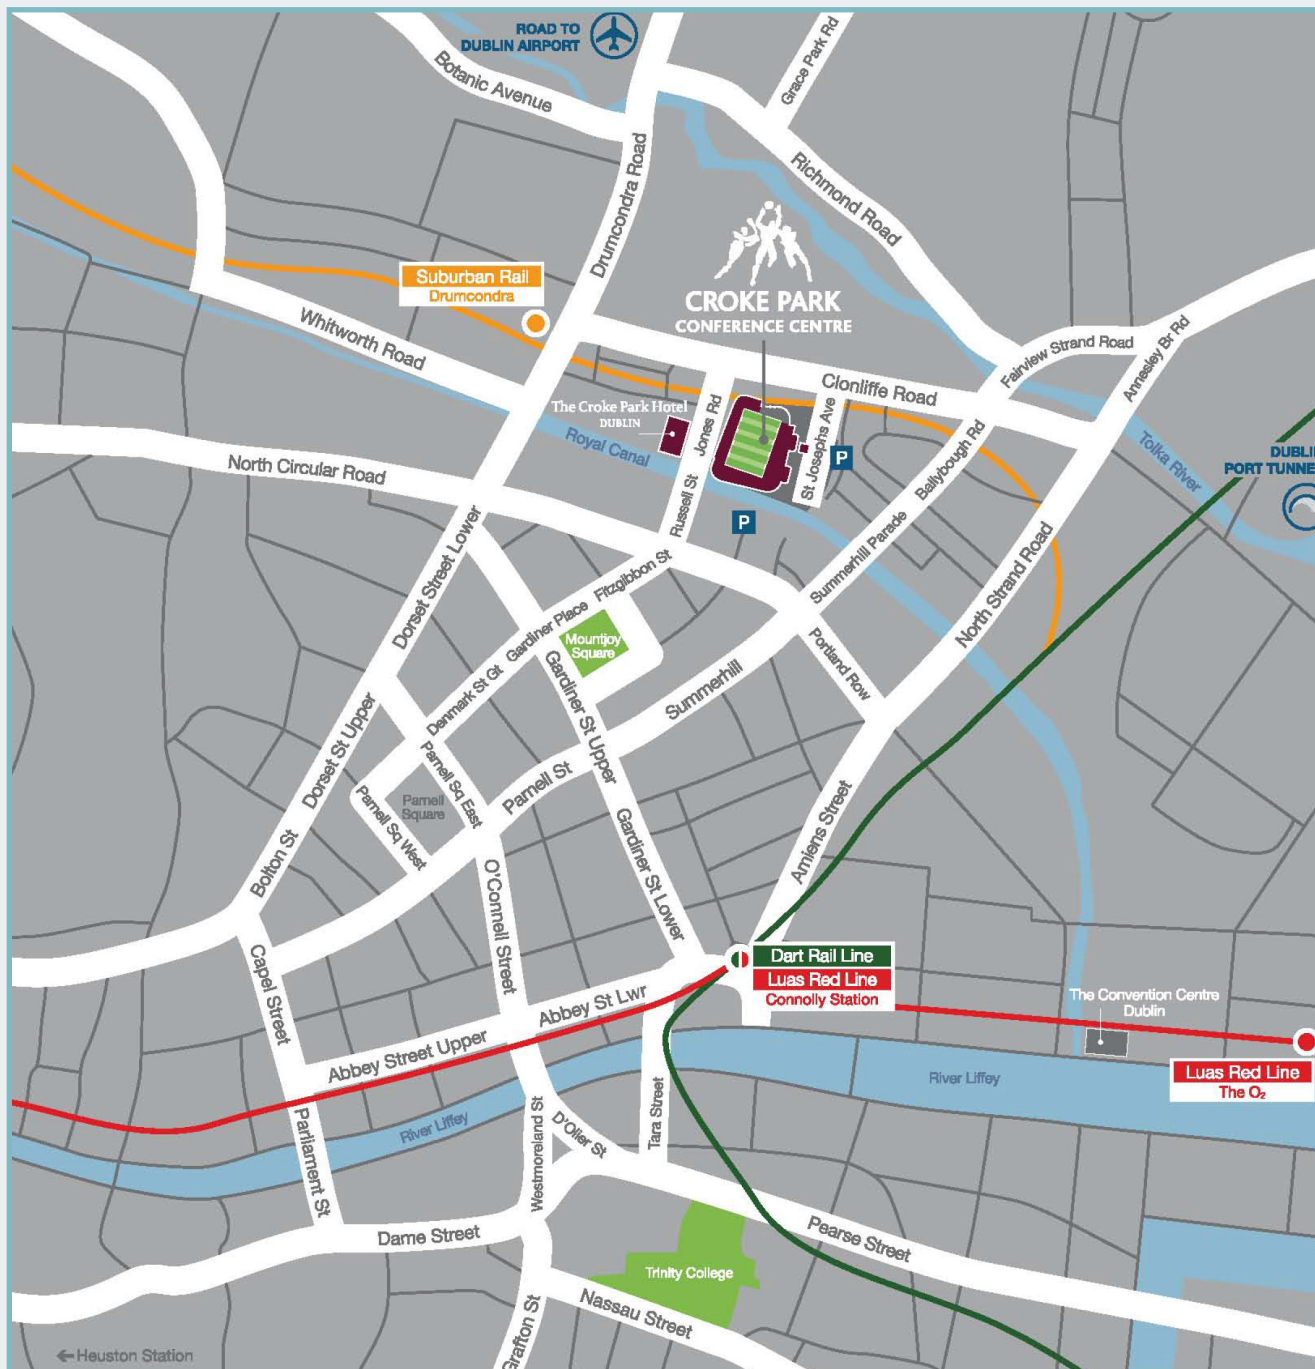 ROAD TO
DUBLIN AIRPORT
Botanic Avenue
Grace Park Rd
Drumcondra Road
Richmond Road
Suburban Rail
Drumcondra
CROKE PARK
CONFERENCE CENTRE
Whitworth Road
Fairview Strand Road
Annesley Br Rd
Clonliffe Road
The Croke Park Hotel
DUBLIN
Jones Rd
St Josephs Ave
Royal Canal
P
Ballybough Rd
Tolka River
DUBLI
PORT TUNNE
North Circular Road
Russell St
P
Dorset Street Lower
Summerhill Parade
North Strand Road
Fitzgibbon St
Gardiner Place
Mountjoy
Square
Portland Row
Denmark St Gt
Gardiner St Upper
Summerhill
Dorset St Upper
Parnell Sq East
Parnell St
Parnell
Square
Parnell Sq West
Bolton St
Gardiner St Lower
Amiens Street
O'Connell Street
Capel Street
Dart Rail Line
Luas Red Line
Connolly Station
Abbey St Lwr
The Convention Centre
Dublin
Abbey Street Upper
River Liffey
Luas Red Line
The O₂
River Liffey
Tara Street
D'Olier St
Westmoreland St
Parliament St
Dame Street
Pearse Street
Trinity College
Nassau Street
Grafton St
←Heuston Station